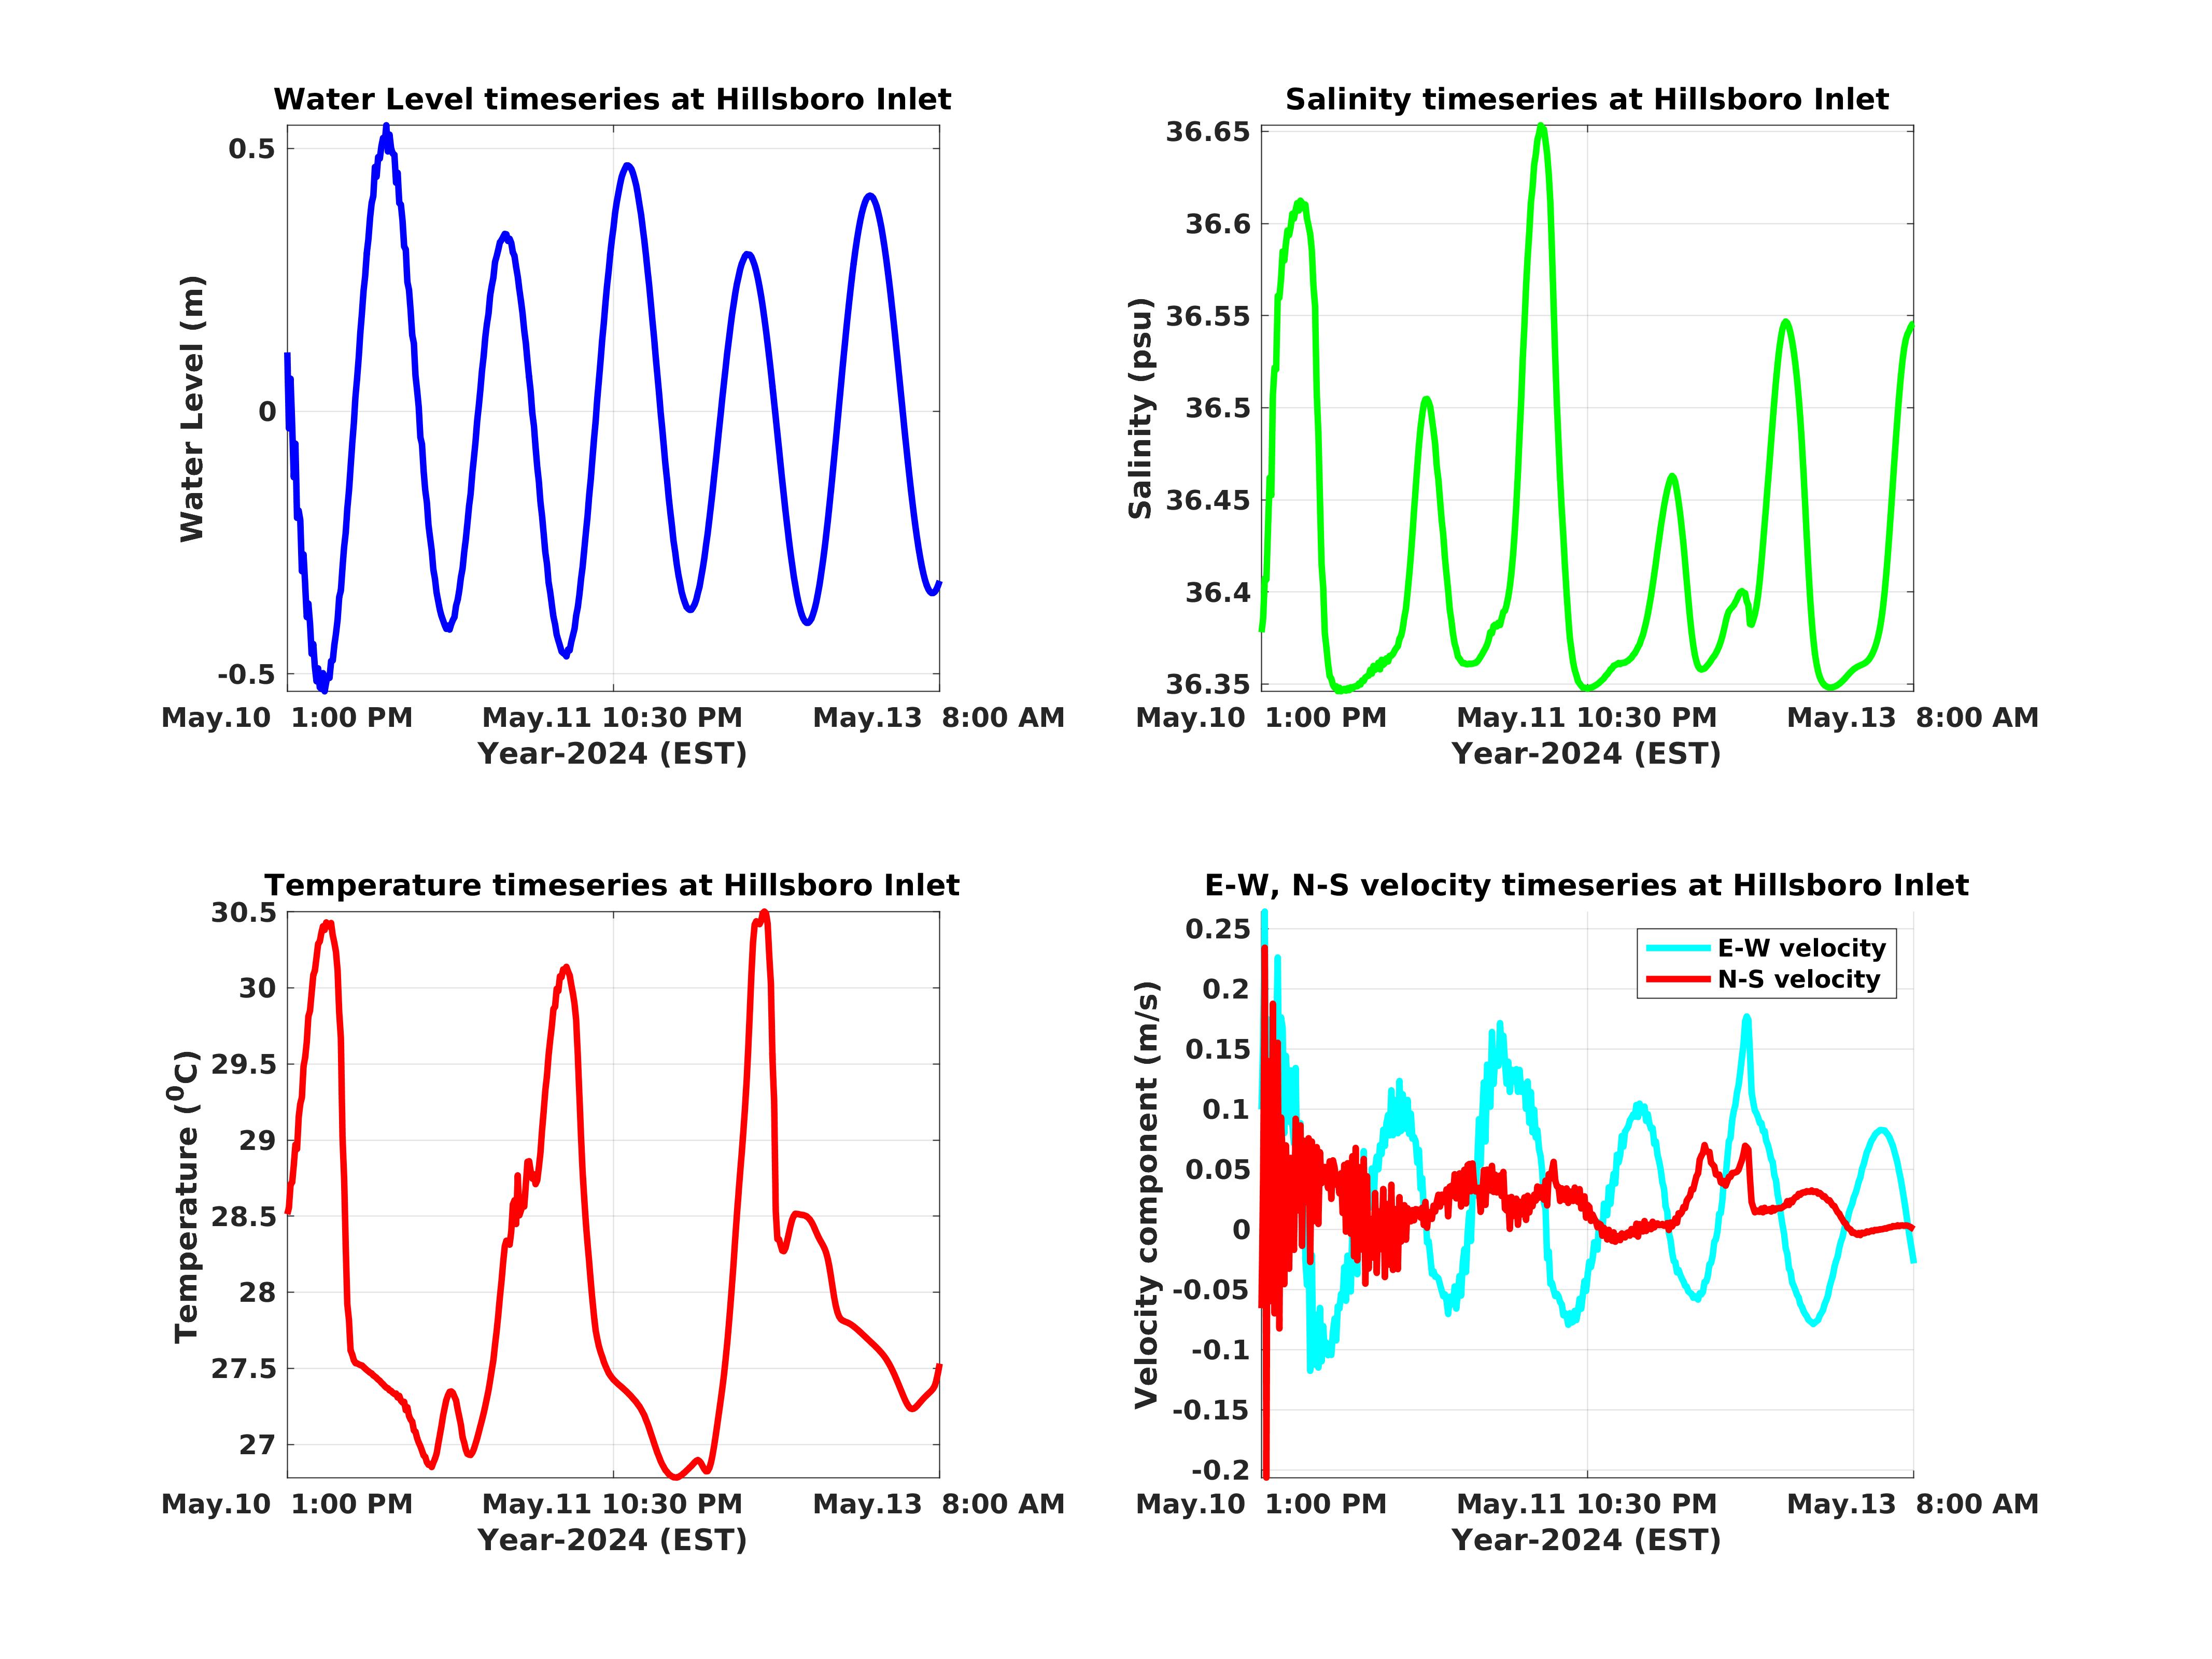 Water Level timeseries at Hillsboro Inlet
0.5
0
-0.5
Water Level (m)
May.10 1:00 PM
May.11 10:30 PM
May.13 8:00 AM
Year-2024 (EST)
Salinity timeseries at Hillsboro Inlet
36.65
36.6
36.55
36.5
36.45
36.4
36.35
Salinity (psu)
May.10 1:00 PM
May.11 10:30 PM
May.13 8:00 AM
Year-2024 (EST)
Temperature timeseries at Hillsboro Inlet
30.5
30
29.5
29
28.5
28
27.5
27
Temperature (⁰C)
May.10 1:00 PM
May.11 10:30 PM
May.13 8:00 AM
Year-2024 (EST)
E-W, N-S velocity timeseries at Hillsboro Inlet
0.25
0.2
0.15
0.1
0.05
0
-0.05
-0.1
-0.15
-0.2
Velocity component (m/s)
E-W velocity
N-S velocity
May.10 1:00 PM
May.11 10:30 PM
May.13 8:00 AM
Year-2024 (EST)